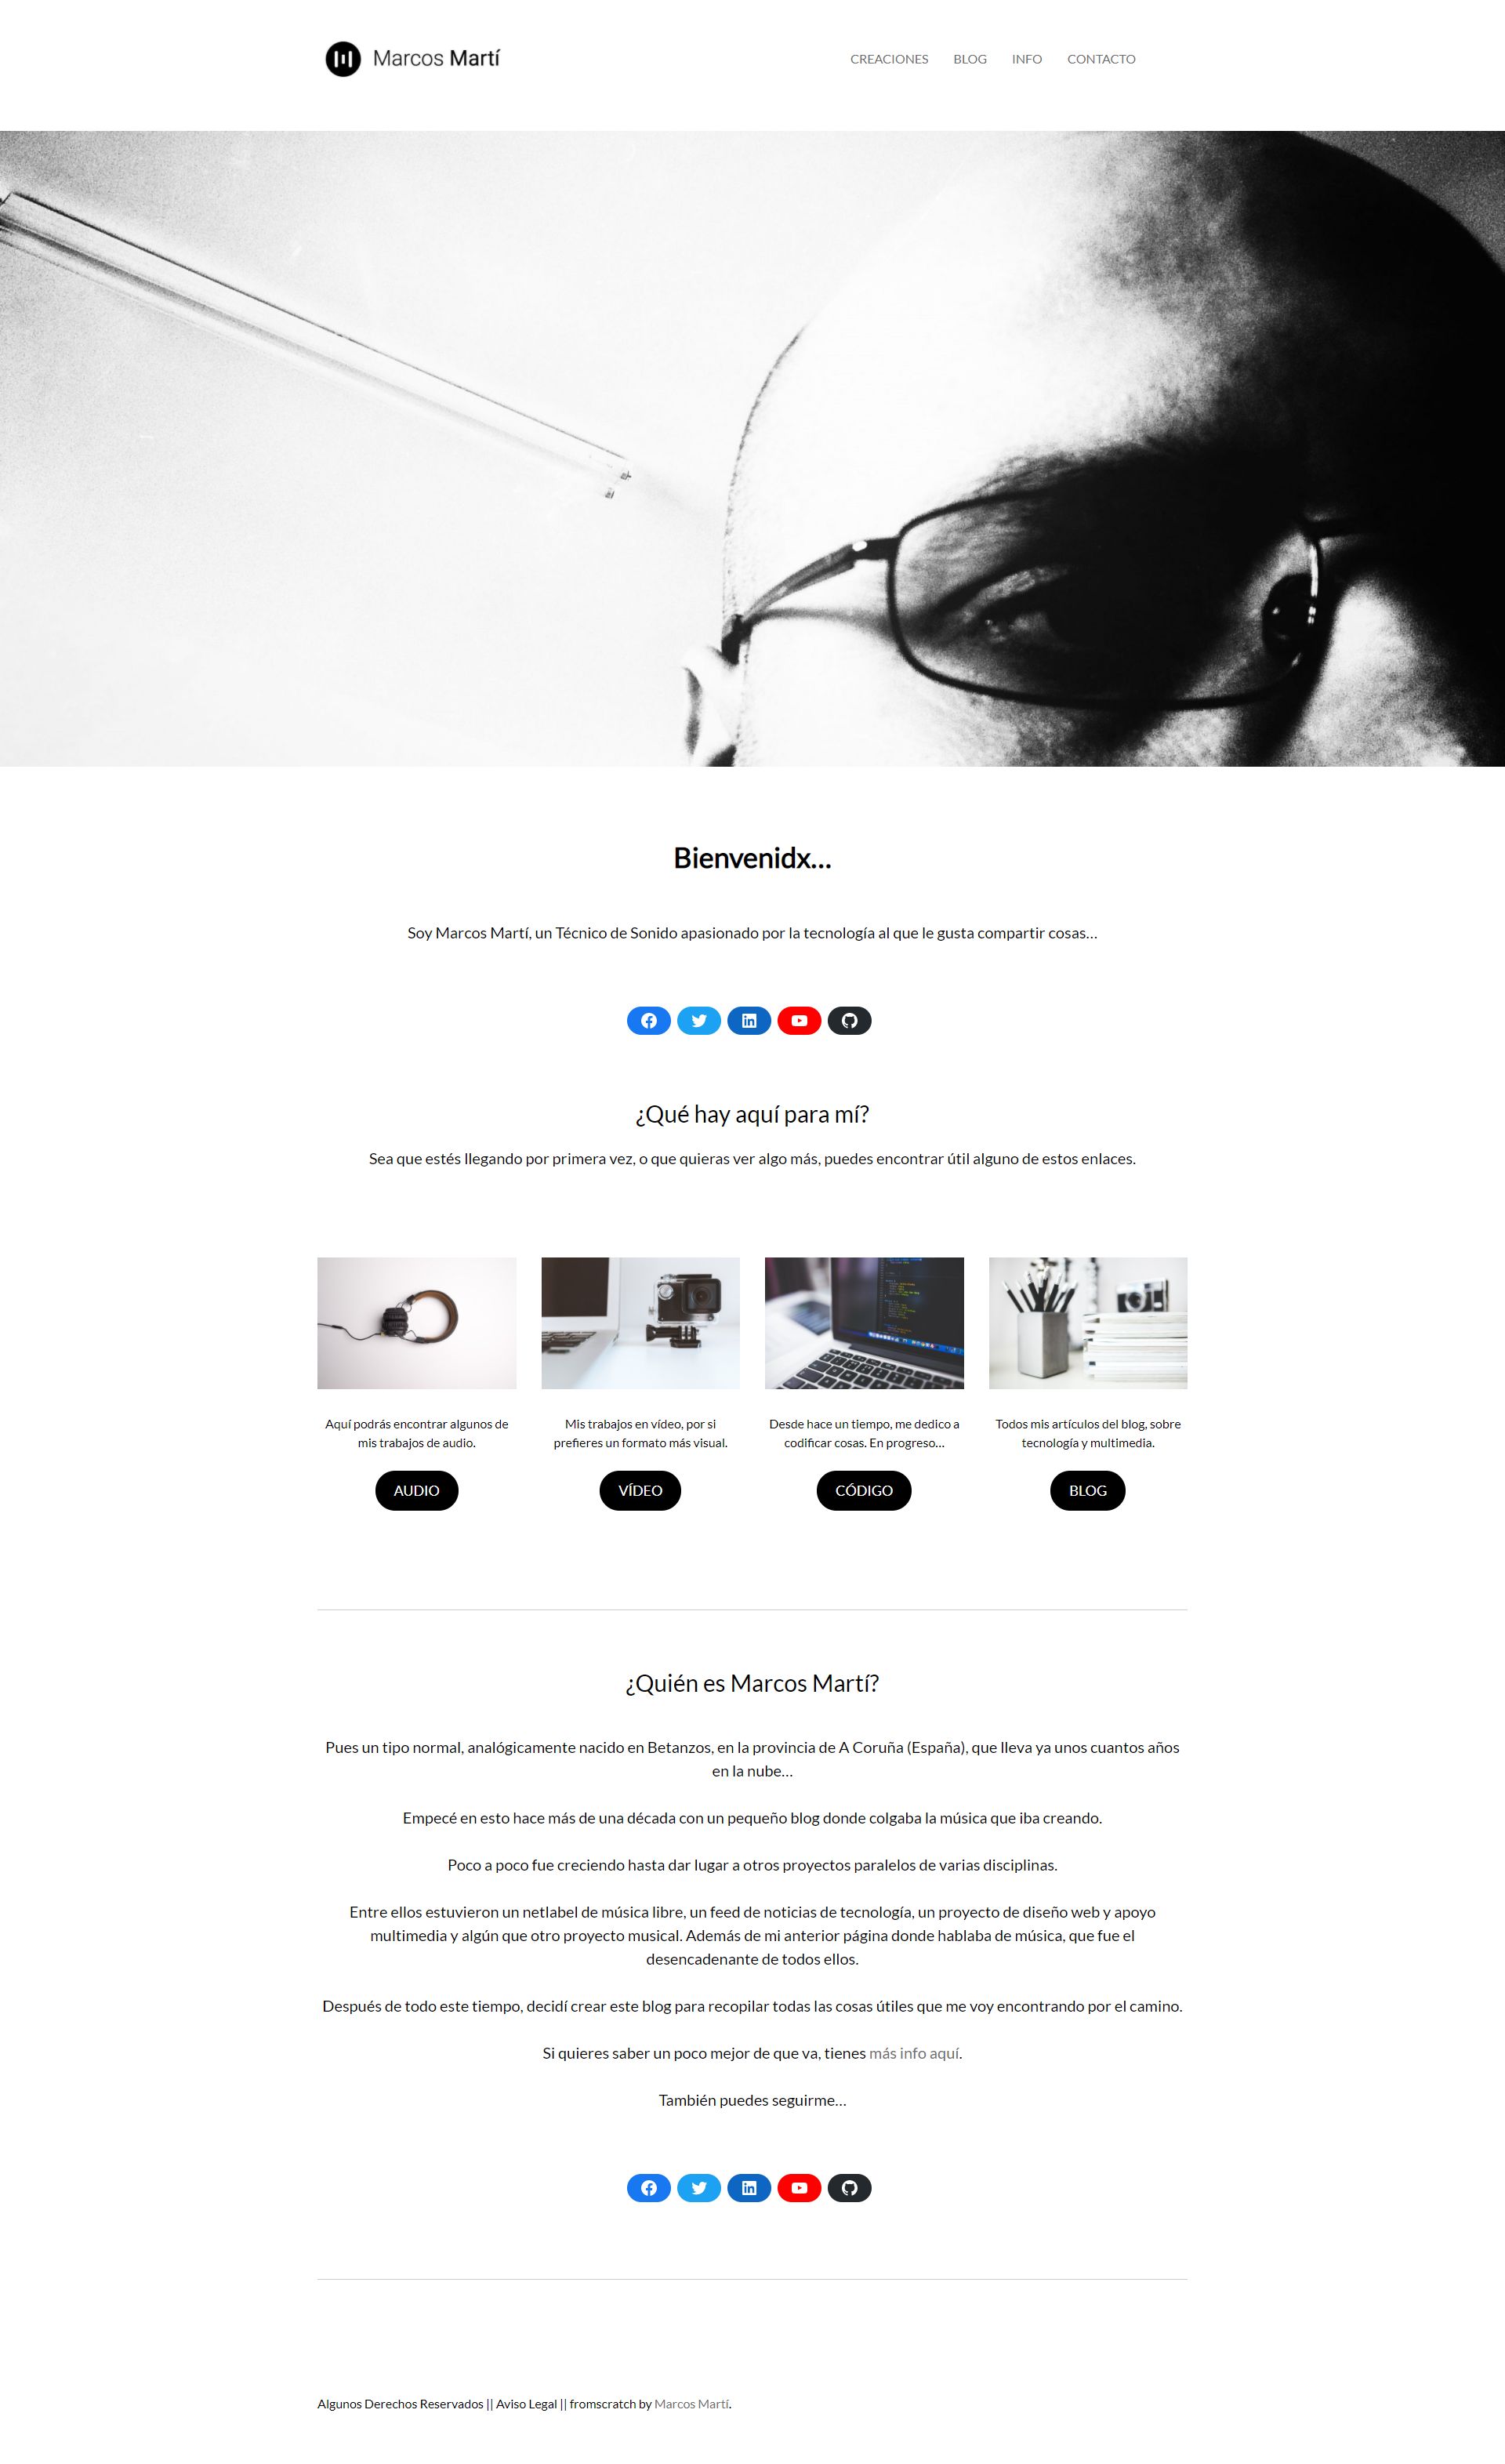 Marcos Martí
CREACIONES BLOG INFO CONTACTO
Bienvenidx...
Soy Marcos Martí, un Técnico de Sonido apasionado por la tecnología al que le gusta compartir cosas...
¿Qué hay aquí para mí?
Sea que estés llegando por primera vez, o que quieras ver algo más, puedes encontrar útil alguno de estos enlaces.
Aquí podrás encontrar algunos de
mis trabajos de audio.
AUDIO
Mis trabajos en vídeo, por si
prefieres un formato más visual.
VÍDEO
Desde hace un tiempo, me dedico a
codificar cosas. En progreso...
CÓDIGO
Todos mis artículos del blog, sobre
tecnología y multimedia.
BLOG
¿Quién es Marcos Martí?
Pues un tipo normal, analógicamente nacido en Betanzos, en la provincia de A Coruña (España), que lleva ya unos cuantos años
en la nube...
Empecé en esto hace más de una década con un pequeño blog donde colgaba la música que iba creando.
Poco a poco fue creciendo hasta dar lugar a otros proyectos paralelos de varias disciplinas.
Entre ellos estuvieron un netlabel de música libre, un feed de noticias de tecnología, un proyecto de diseño web y apoyo
multimedia y algún que otro proyecto musical. Además de mi anterior página donde hablaba de música, que fue el
desencadenante de todos ellos.
Después de todo este tiempo, decidí crear este blog para recopilar todas las cosas útiles que me voy encontrando por el camino.
Si quieres saber un poco mejor de que va, tienes más info aquí.
También puedes seguirme...
Algunos Derechos Reservados || Aviso Legal || fromscratch by Marcos Martí.